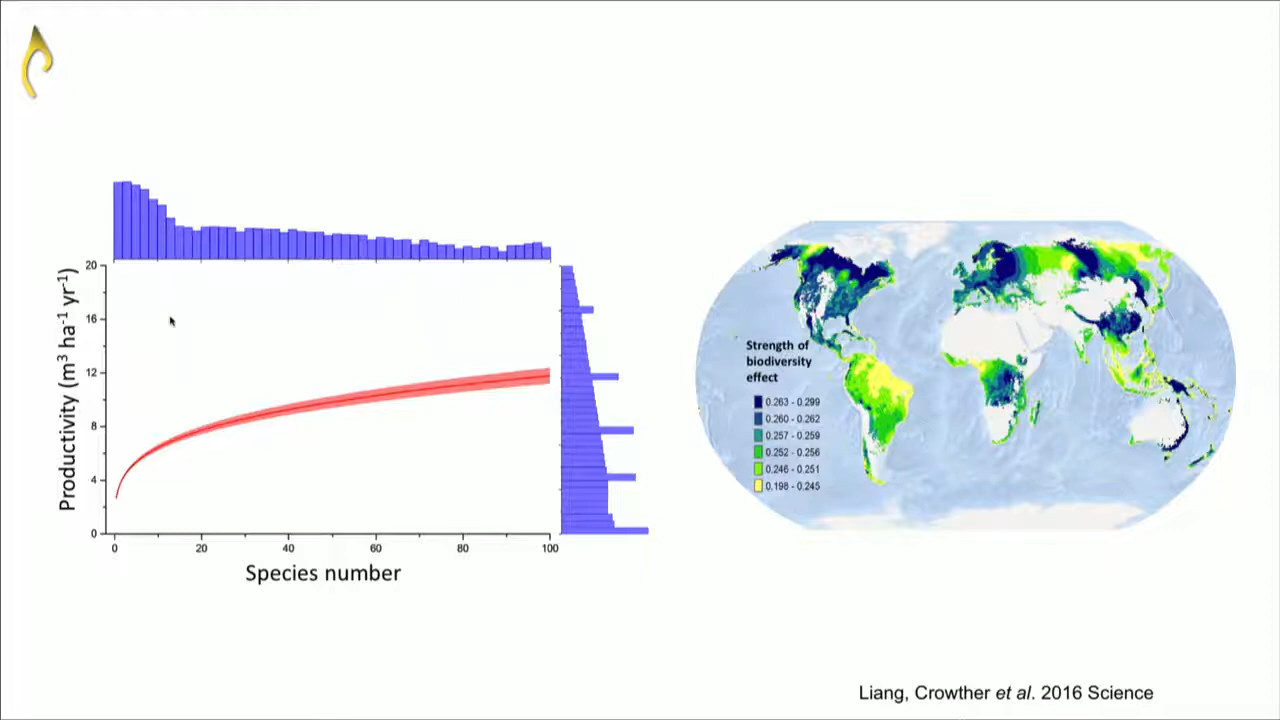 20
16
12
8
4
0
Productivity (m³ ha⁻¹ yr⁻¹)
0 20 40 60 80 100
Species number
Strength of
biodiversity
effect
0.263 - 0.299
0.260 - 0.262
0.257 - 0.259
0.252 - 0.256
0.246 - 0.251
0.198 - 0.245
Liang, Crowther et al. 2016 Science